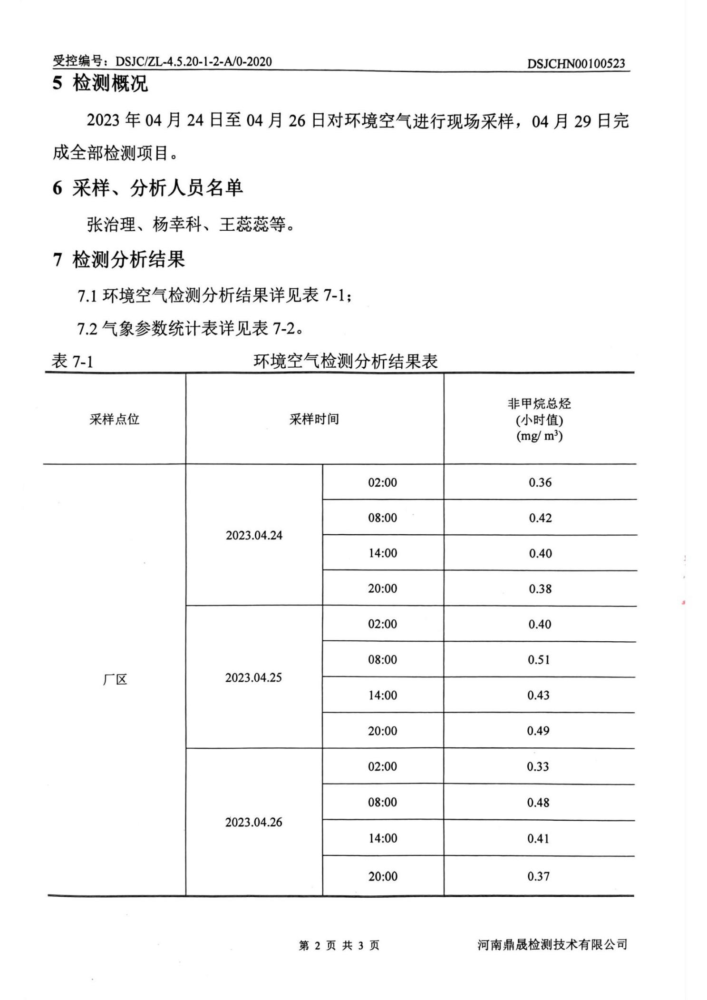 受控编号：DSJC/ZL-4.5.20-1-2-A/0-2020 DSJCHN00100523
5 检测概况
2023 年 04 月 24 日至 04 月 26 日对环境空气进行现场采样，04 月 29 日完
成全部检测项目。
6 采样、分析人员名单
张治理、杨幸科、王蕊蕊等。
7 检测分析结果
7.1 环境空气检测分析结果详见表 7-1；
7.2 气象参数统计表详见表 7-2。
表 7-1 环境空气检测分析结果表
采样点位 采样时间 非甲烷总烃
(小时值)
(mg/ m³)
厂区
2023.04.24
02:00 0.36
08:00 0.42
14:00 0.40
20:00 0.38
2023.04.25
02:00 0.40
08:00 0.51
14:00 0.43
20:00 0.49
2023.04.26
02:00 0.33
08:00 0.48
14:00 0.41
20:00 0.37
第 2 页 共 3 页 河南鼎晟检测技术有限公司